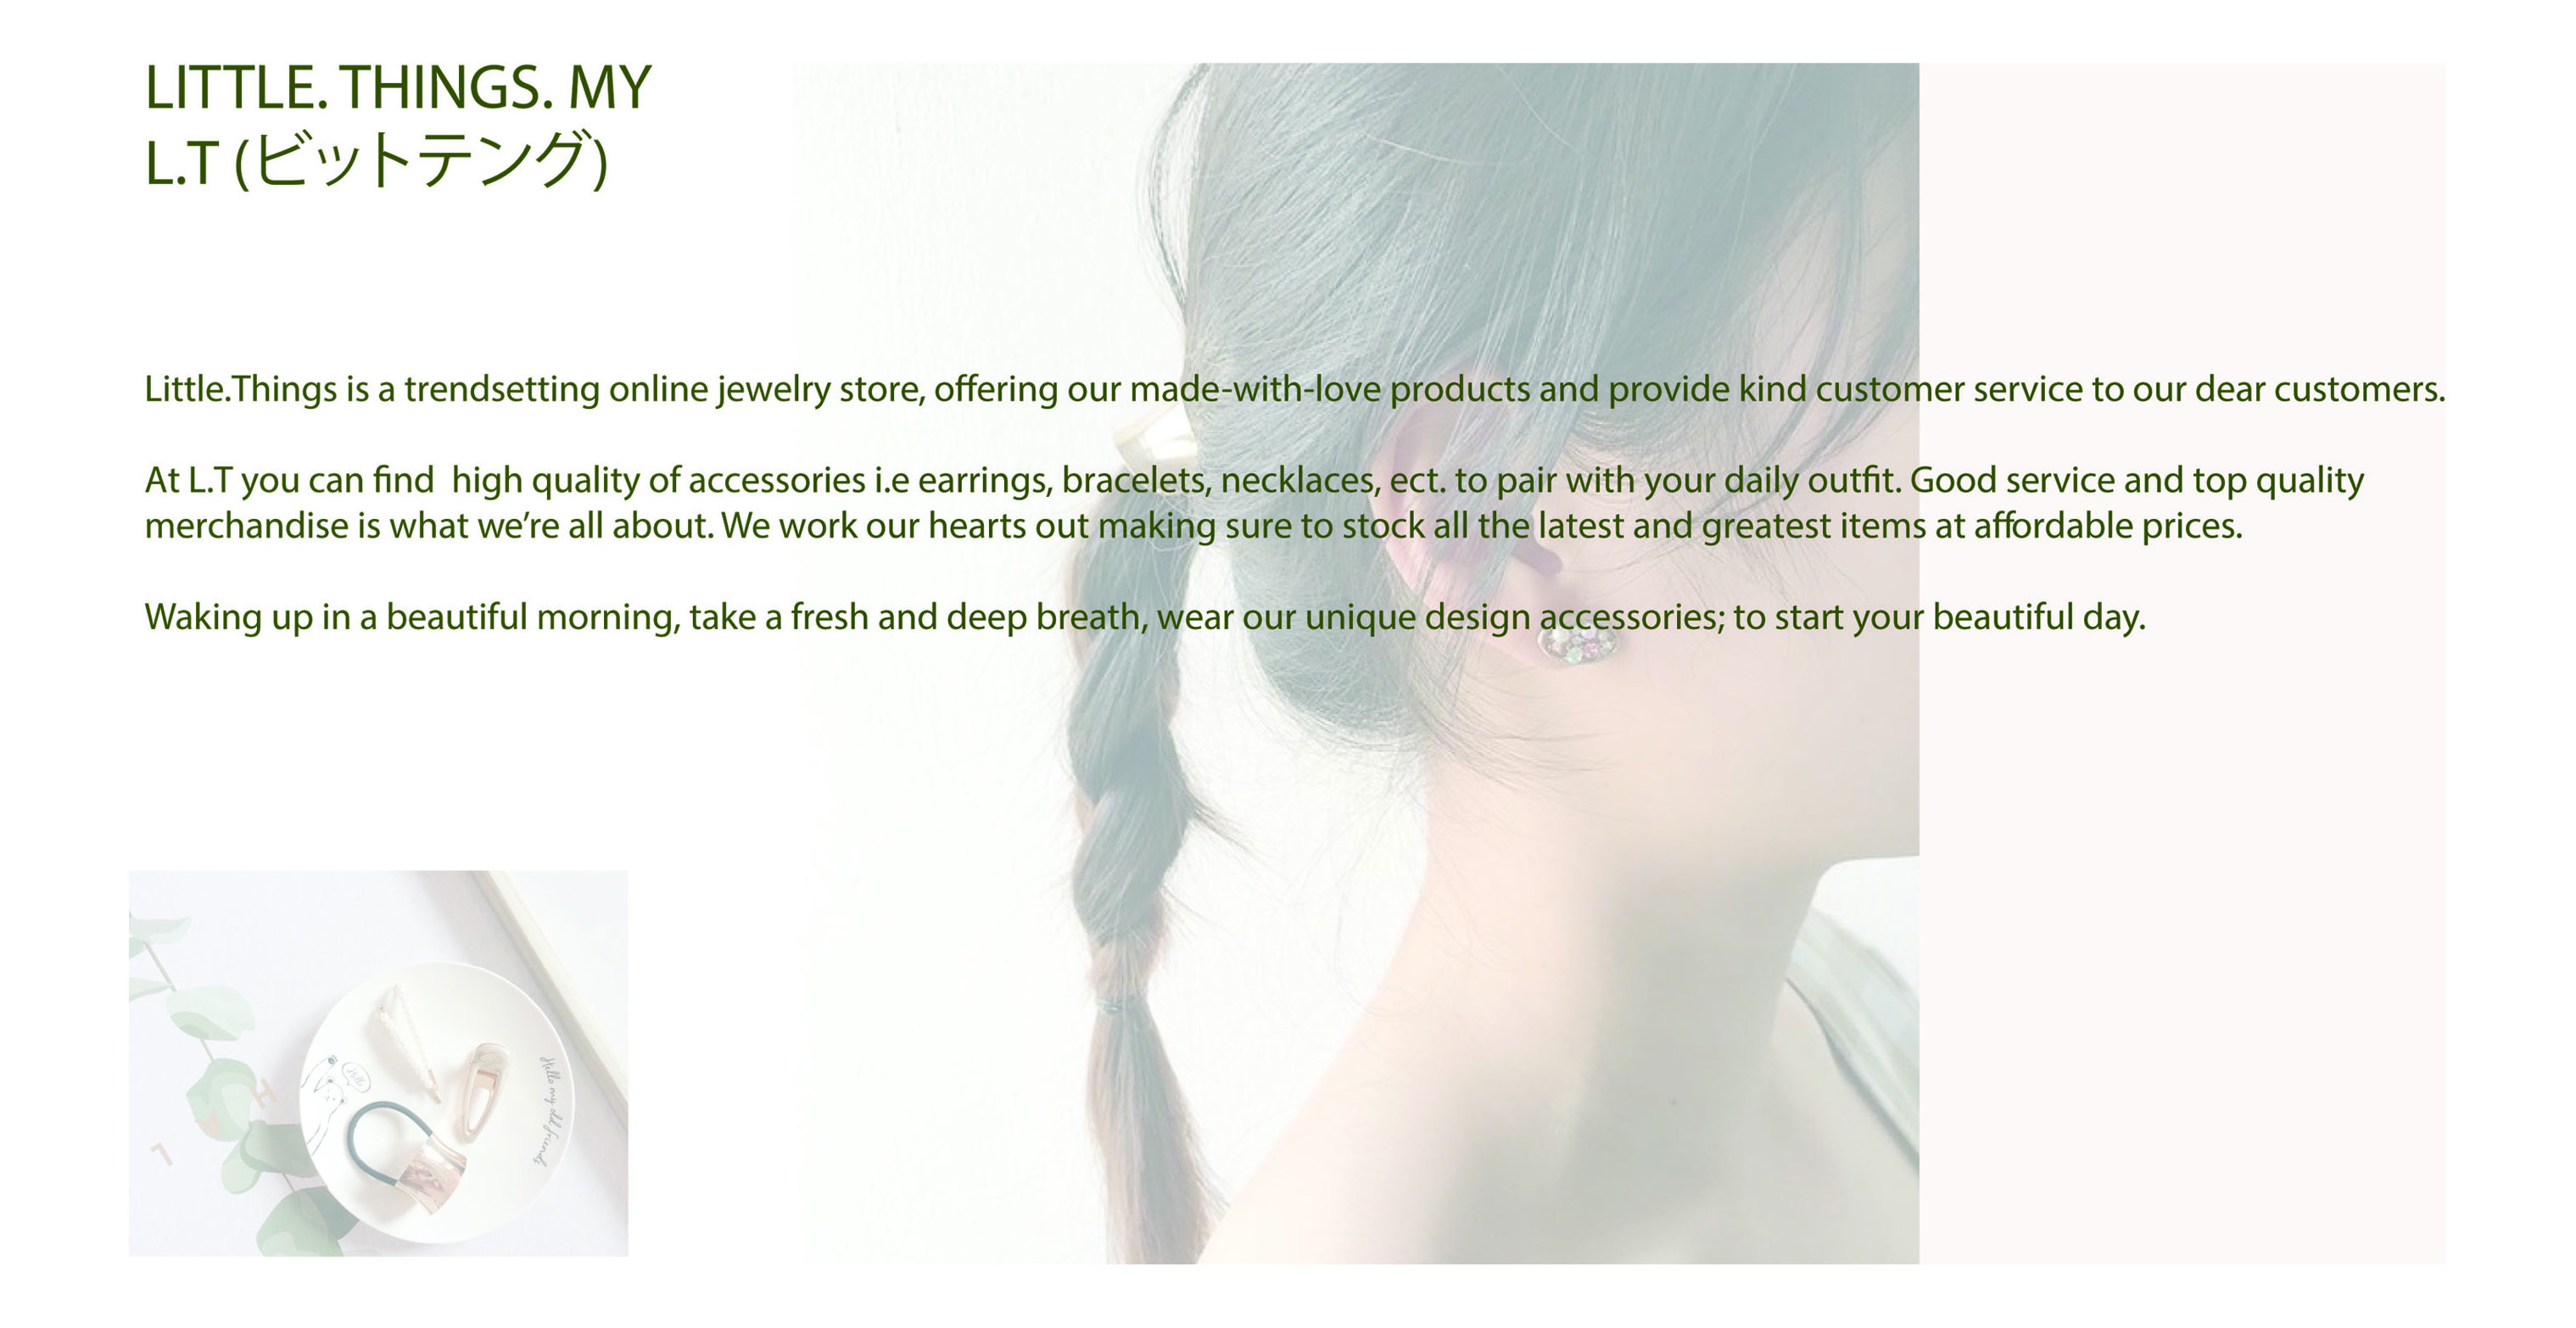 LITTLE. THINGS. MY
L.T (ビットテング)
Little.Things is a trendsetting online jewelry store, offering our made-with-love products and provide kind customer service to our dear customers.
At L.T you can find  high quality of accessories i.e earrings, bracelets, necklaces, ect. to pair with your daily outfit. Good service and top quality
merchandise is what we’re all about. We work our hearts out making sure to stock all the latest and greatest items at affordable prices.
Waking up in a beautiful morning, take a fresh and deep breath, wear our unique design accessories; to start your beautiful day.
Hello
Hello my old friends
H